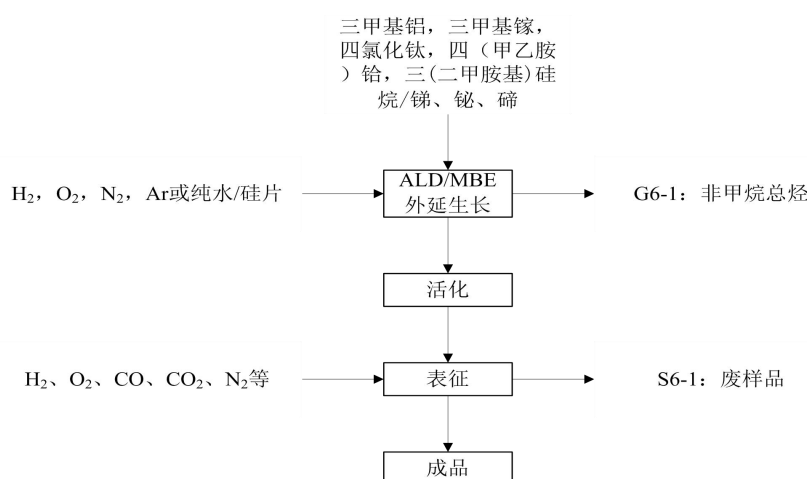 三甲基铝，三甲基镓，
四氯化钛，四（甲乙胺
）铪，三(二甲胺基)硅
烷/锑、铋、碲
H₂，O₂，N₂，Ar或纯水/硅片
ALD/MBE
外延生长
G6-1：非甲烷总烃
活化
H₂、O₂、CO、CO₂、N₂等
表征
S6-1：废样品
成品